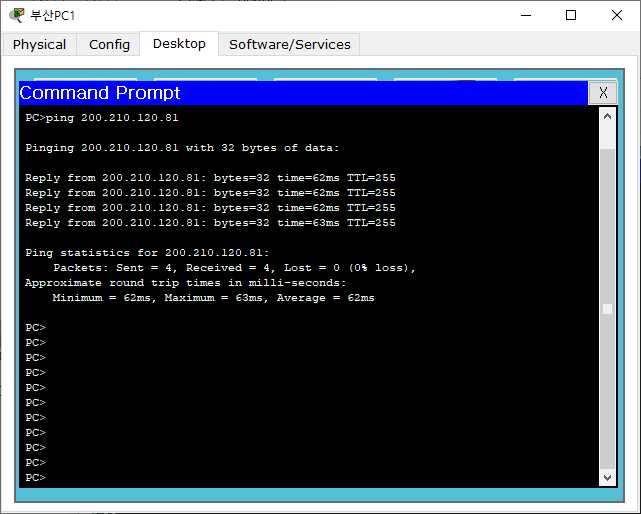 부산PC1
Physical Config Desktop Software/Services
Command Prompt X
PC>ping 200.210.120.81
Pinging 200.210.120.81 with 32 bytes of data:
Reply from 200.210.120.81: bytes=32 time=62ms TTL=255
Reply from 200.210.120.81: bytes=32 time=62ms TTL=255
Reply from 200.210.120.81: bytes=32 time=62ms TTL=255
Reply from 200.210.120.81: bytes=32 time=63ms TTL=255
Ping statistics for 200.210.120.81:
Packets: Sent = 4, Received = 4, Lost = 0 (0% loss),
Approximate round trip times in milli-seconds:
Minimum = 62ms, Maximum = 63ms, Average = 62ms
PC>
PC>
PC>
PC>
PC>
PC>
PC>
PC>
PC>
PC>
PC>